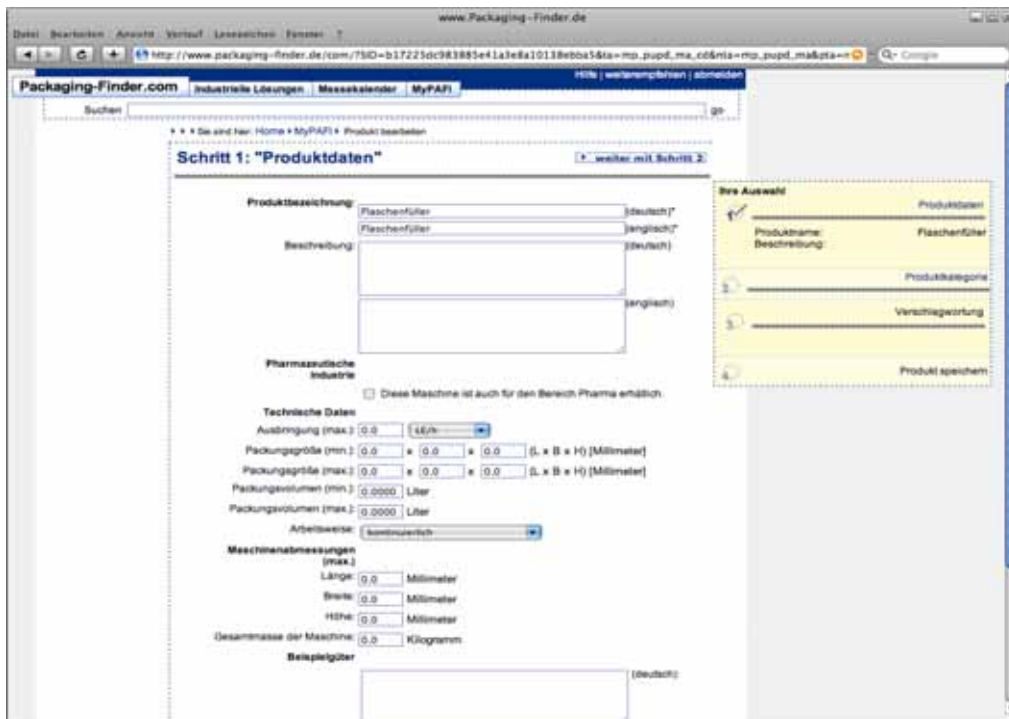 www.Packaging-Finder.de
Datei Bearbeiten Ansicht Verlauf Lesezeichen Fenster ?
Google
Hilfe | weiterempfehlen | abmelden
Packaging-Finder.com Industrielle Lösungen Messekalender MyPAFI
Suchen go
Sie sind hier: Home MyPAFI Produkt bearbeiten
Schritt 1: "Produktdaten" weiter mit Schritt 2
Produktbezeichnung: Flaschenfüller (deutsch)*
Flaschenfüller (englisch)*
Beschreibung: (deutsch)
(englisch)
Pharmazeutische
Industrie
Diese Maschine ist auch für den Bereich Pharma erhältlich.
Technische Daten
Ausbringung (max.): 0.0 LE/h
Packungsgröße (min.): 0.0 x 0.0 x 0.0 (L x B x H) [Millimeter]
Packungsgröße (max.): 0.0 x 0.0 x 0.0 (L x B x H) [Millimeter]
Packungsvolumen (min.): 0.0000 Liter
Packungsvolumen (max.): 0.0000 Liter
Arbeitsweise: kontinuierlich
Maschinenabmessungen
(max.)
Länge: 0.0 Millimeter
Breite: 0.0 Millimeter
Höhe: 0.0 Millimeter
Gesamtmasse der Maschine: 0.0 Kilogramm
Beispielgüter
(deutsch)
Ihre Auswahl
1. Produktdaten
Produktname: Flaschenfüller
Beschreibung:
2. Produktkategorie
3. Verschlagwortung
4. Produkt speichern